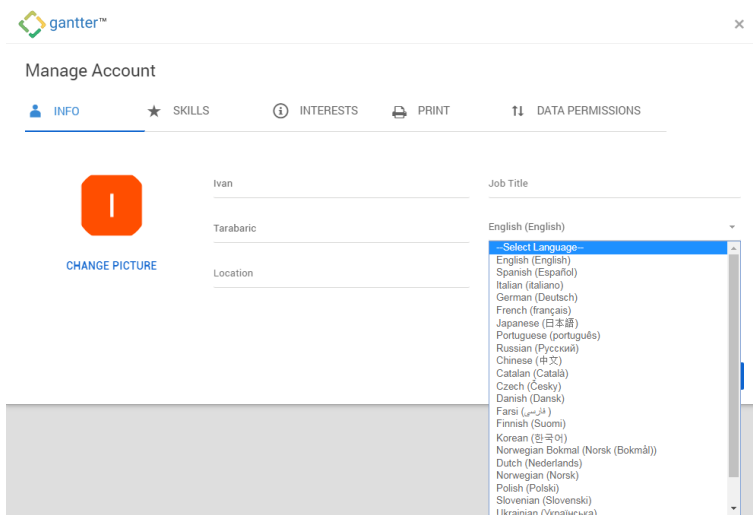 gantter™
×
Manage Account
INFO
SKILLS
INTERESTS
PRINT
DATA PERMISSIONS
I
CHANGE PICTURE
Ivan
Tarabaric
Location
Job Title
English (English)
--Select Language--
English (English)
Spanish (Español)
Italian (italiano)
German (Deutsch)
French (français)
Japanese (日本語)
Portuguese (português)
Russian (Русский)
Chinese (中文)
Catalan (Català)
Czech (Česky)
Danish (Dansk)
Farsi (فارسی)
Finnish (Suomi)
Korean (한국어)
Norwegian Bokmal (Norsk (Bokmål))
Dutch (Nederlands)
Norwegian (Norsk)
Polish (Polski)
Slovenian (Slovenski)
Ukrainian (Українська)